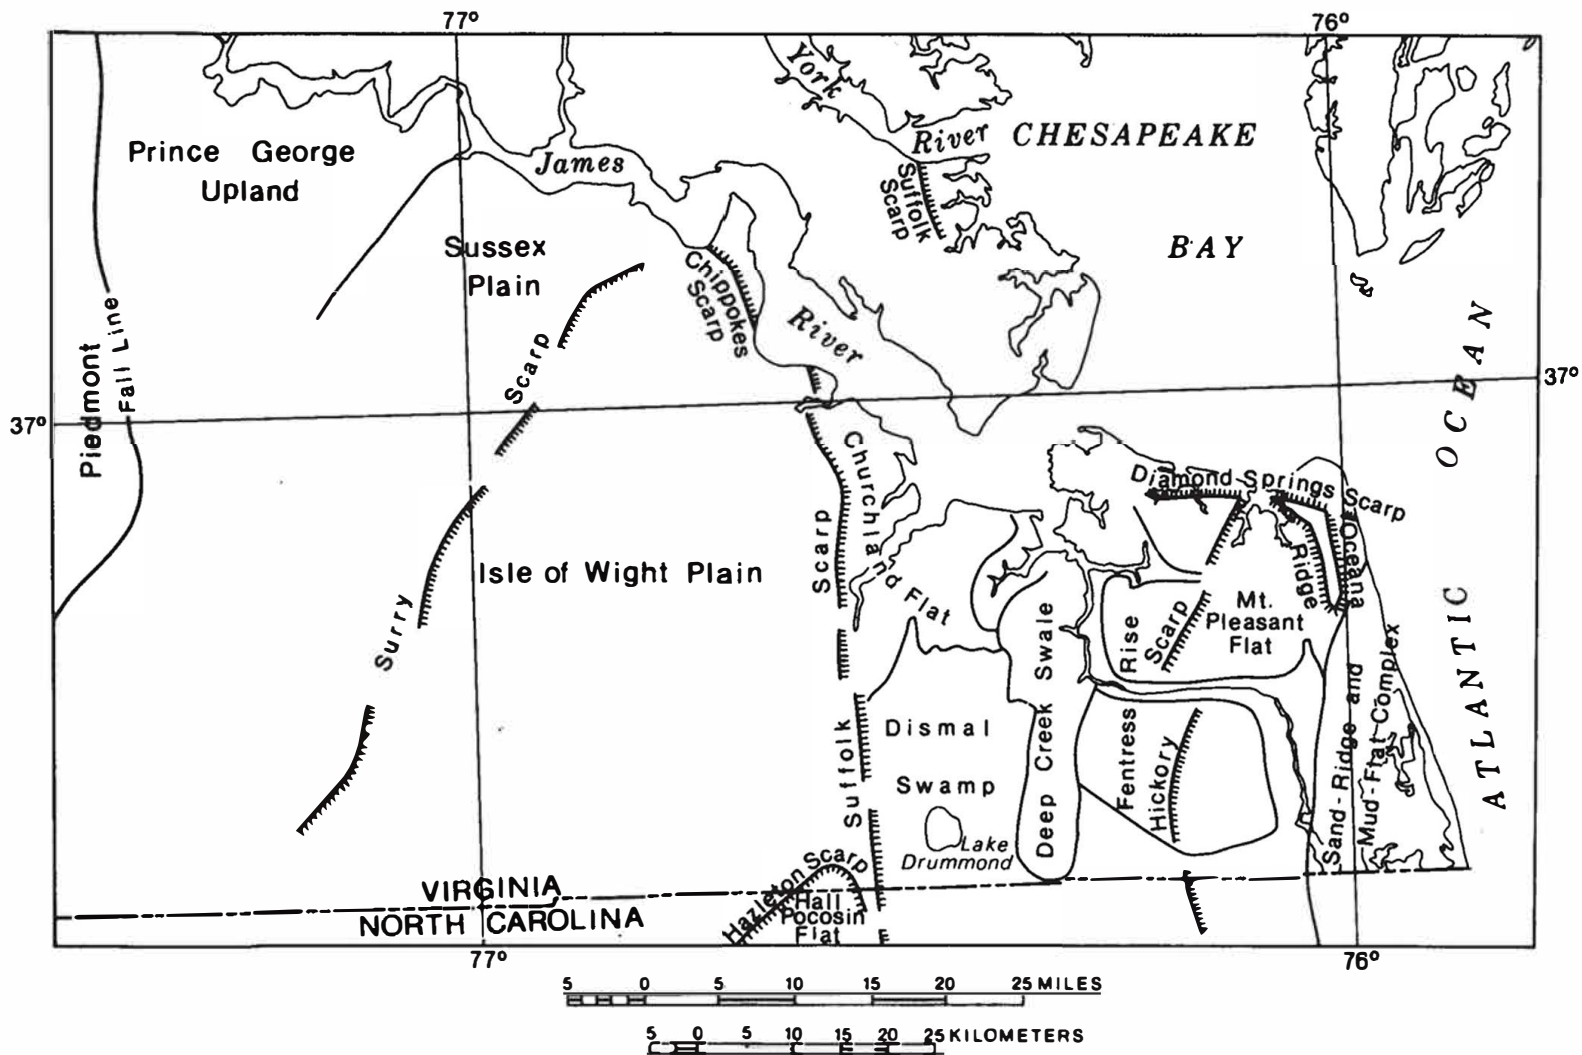 77°
76°
York
River
CHESAPEAKE
BAY
Prince George
Upland
James
River
Suffolk
Scarp
Sussex
Plain
Chippokes
Scarp
Piedmont
Fall Line
Surry
Scarp
37°
37°
ATLANTIC
OCEAN
Isle of Wight Plain
Churchland Flat
Suffolk
Scarp
Diamond Springs Scarp
Oceana
Ridge
Mt.
Pleasant
Flat
Deep Creek Swale
Fentress
Rise
Hickory
Scarp
Sand-Ridge and
Mud-Flat Complex
Dismal
Swamp
Lake
Drummond
Hazleton Scarp
Hall
Pocosin
Flat
VIRGINIA
NORTH CAROLINA
77°
76°
5 0 5 10 15 20 25 MILES
5 0 5 10 15 20 25 KILOMETERS